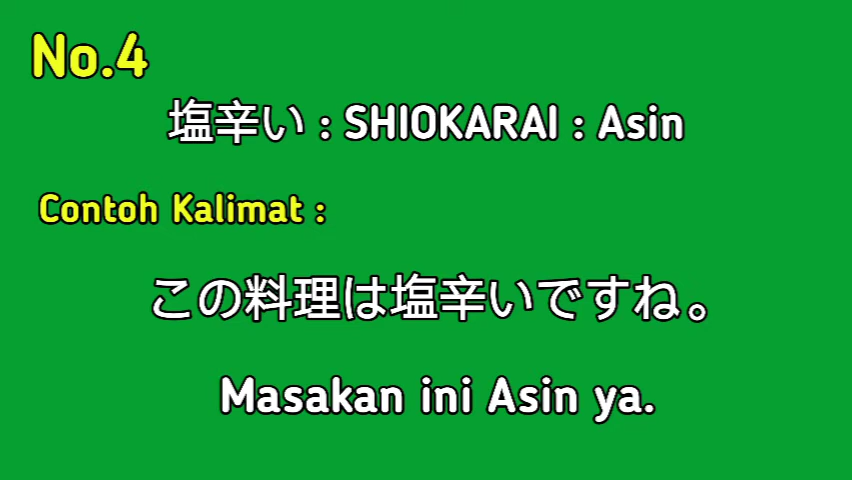 No.4
塩辛い : SHIOKARAI : Asin
Contoh Kalimat :
この料理は塩辛いですね。
Masakan ini Asin ya.